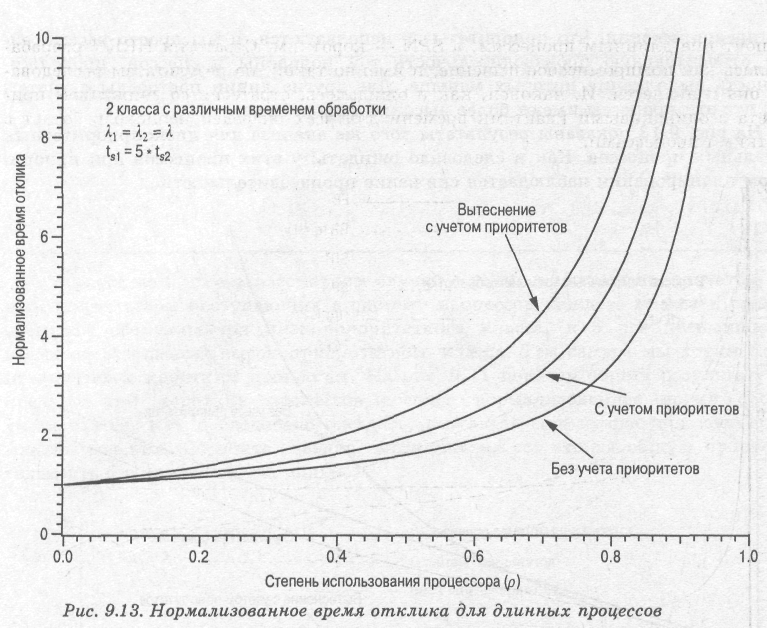 10
8
6
4
2
0
Нормализованное время отклика
2 класса с различным временем обработки
λ₁ = λ₂ = λ
tₛ₁ = 5 * tₛ₂
Вытеснение
с учетом приоритетов
С учетом приоритетов
Без учета приоритетов
0.0 0.2 0.4 0.6 0.8 1.0
Степень использования процессора (ρ)
Рис. 9.13. Нормализованное время отклика для длинных процессов